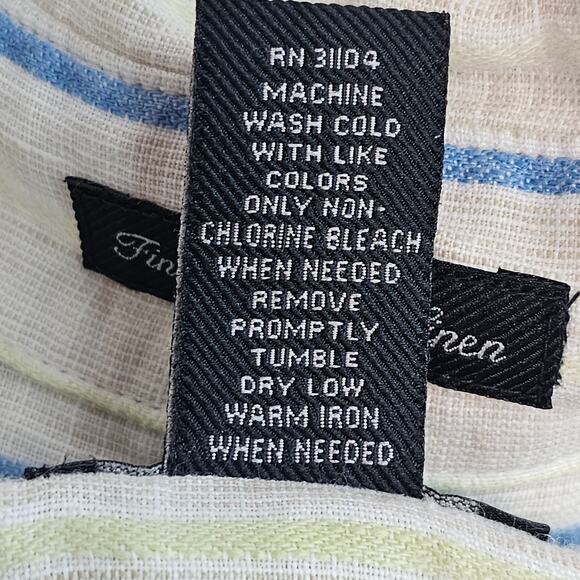 RN 31104
MACHINE
WASH COLD
WITH LIKE
COLORS
ONLY NON-
CHLORINE BLEACH
WHEN NEEDED
REMOVE
PROMPTLY
TUMBLE
DRY LOW
WARM IRON
WHEN NEEDED